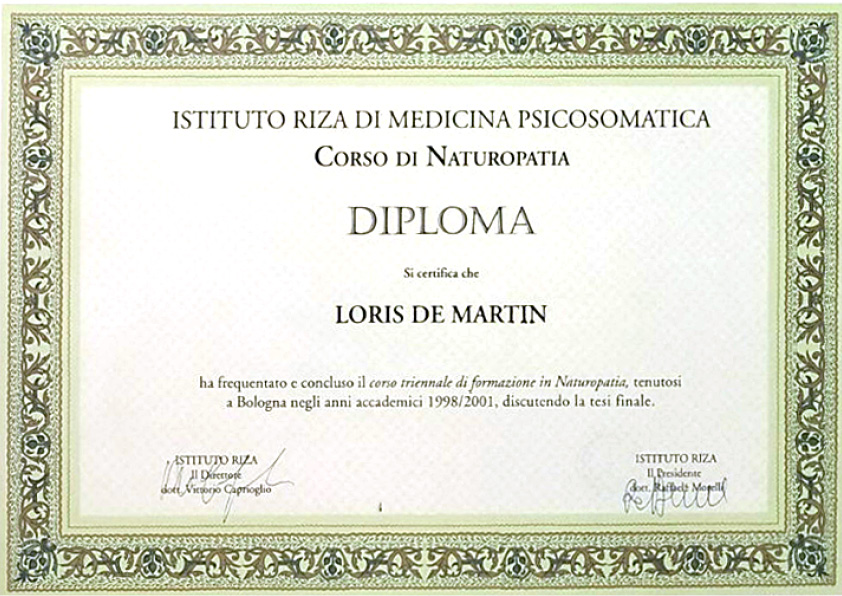 ISTITUTO RIZA DI MEDICINA PSICOSOMATICA
CORSO DI NATUROPATIA
DIPLOMA
Si certifica che
LORIS DE MARTIN
ha frequentato e concluso il corso triennale di formazione in Naturopatia, tenutosi
a Bologna negli anni accademici 1998/2001, discutendo la tesi finale.
ISTITUTO RIZA
Il Direttore
dott. Vittorio Caprioglio
ISTITUTO RIZA
Il Presidente
dott. Raffaele Morelli